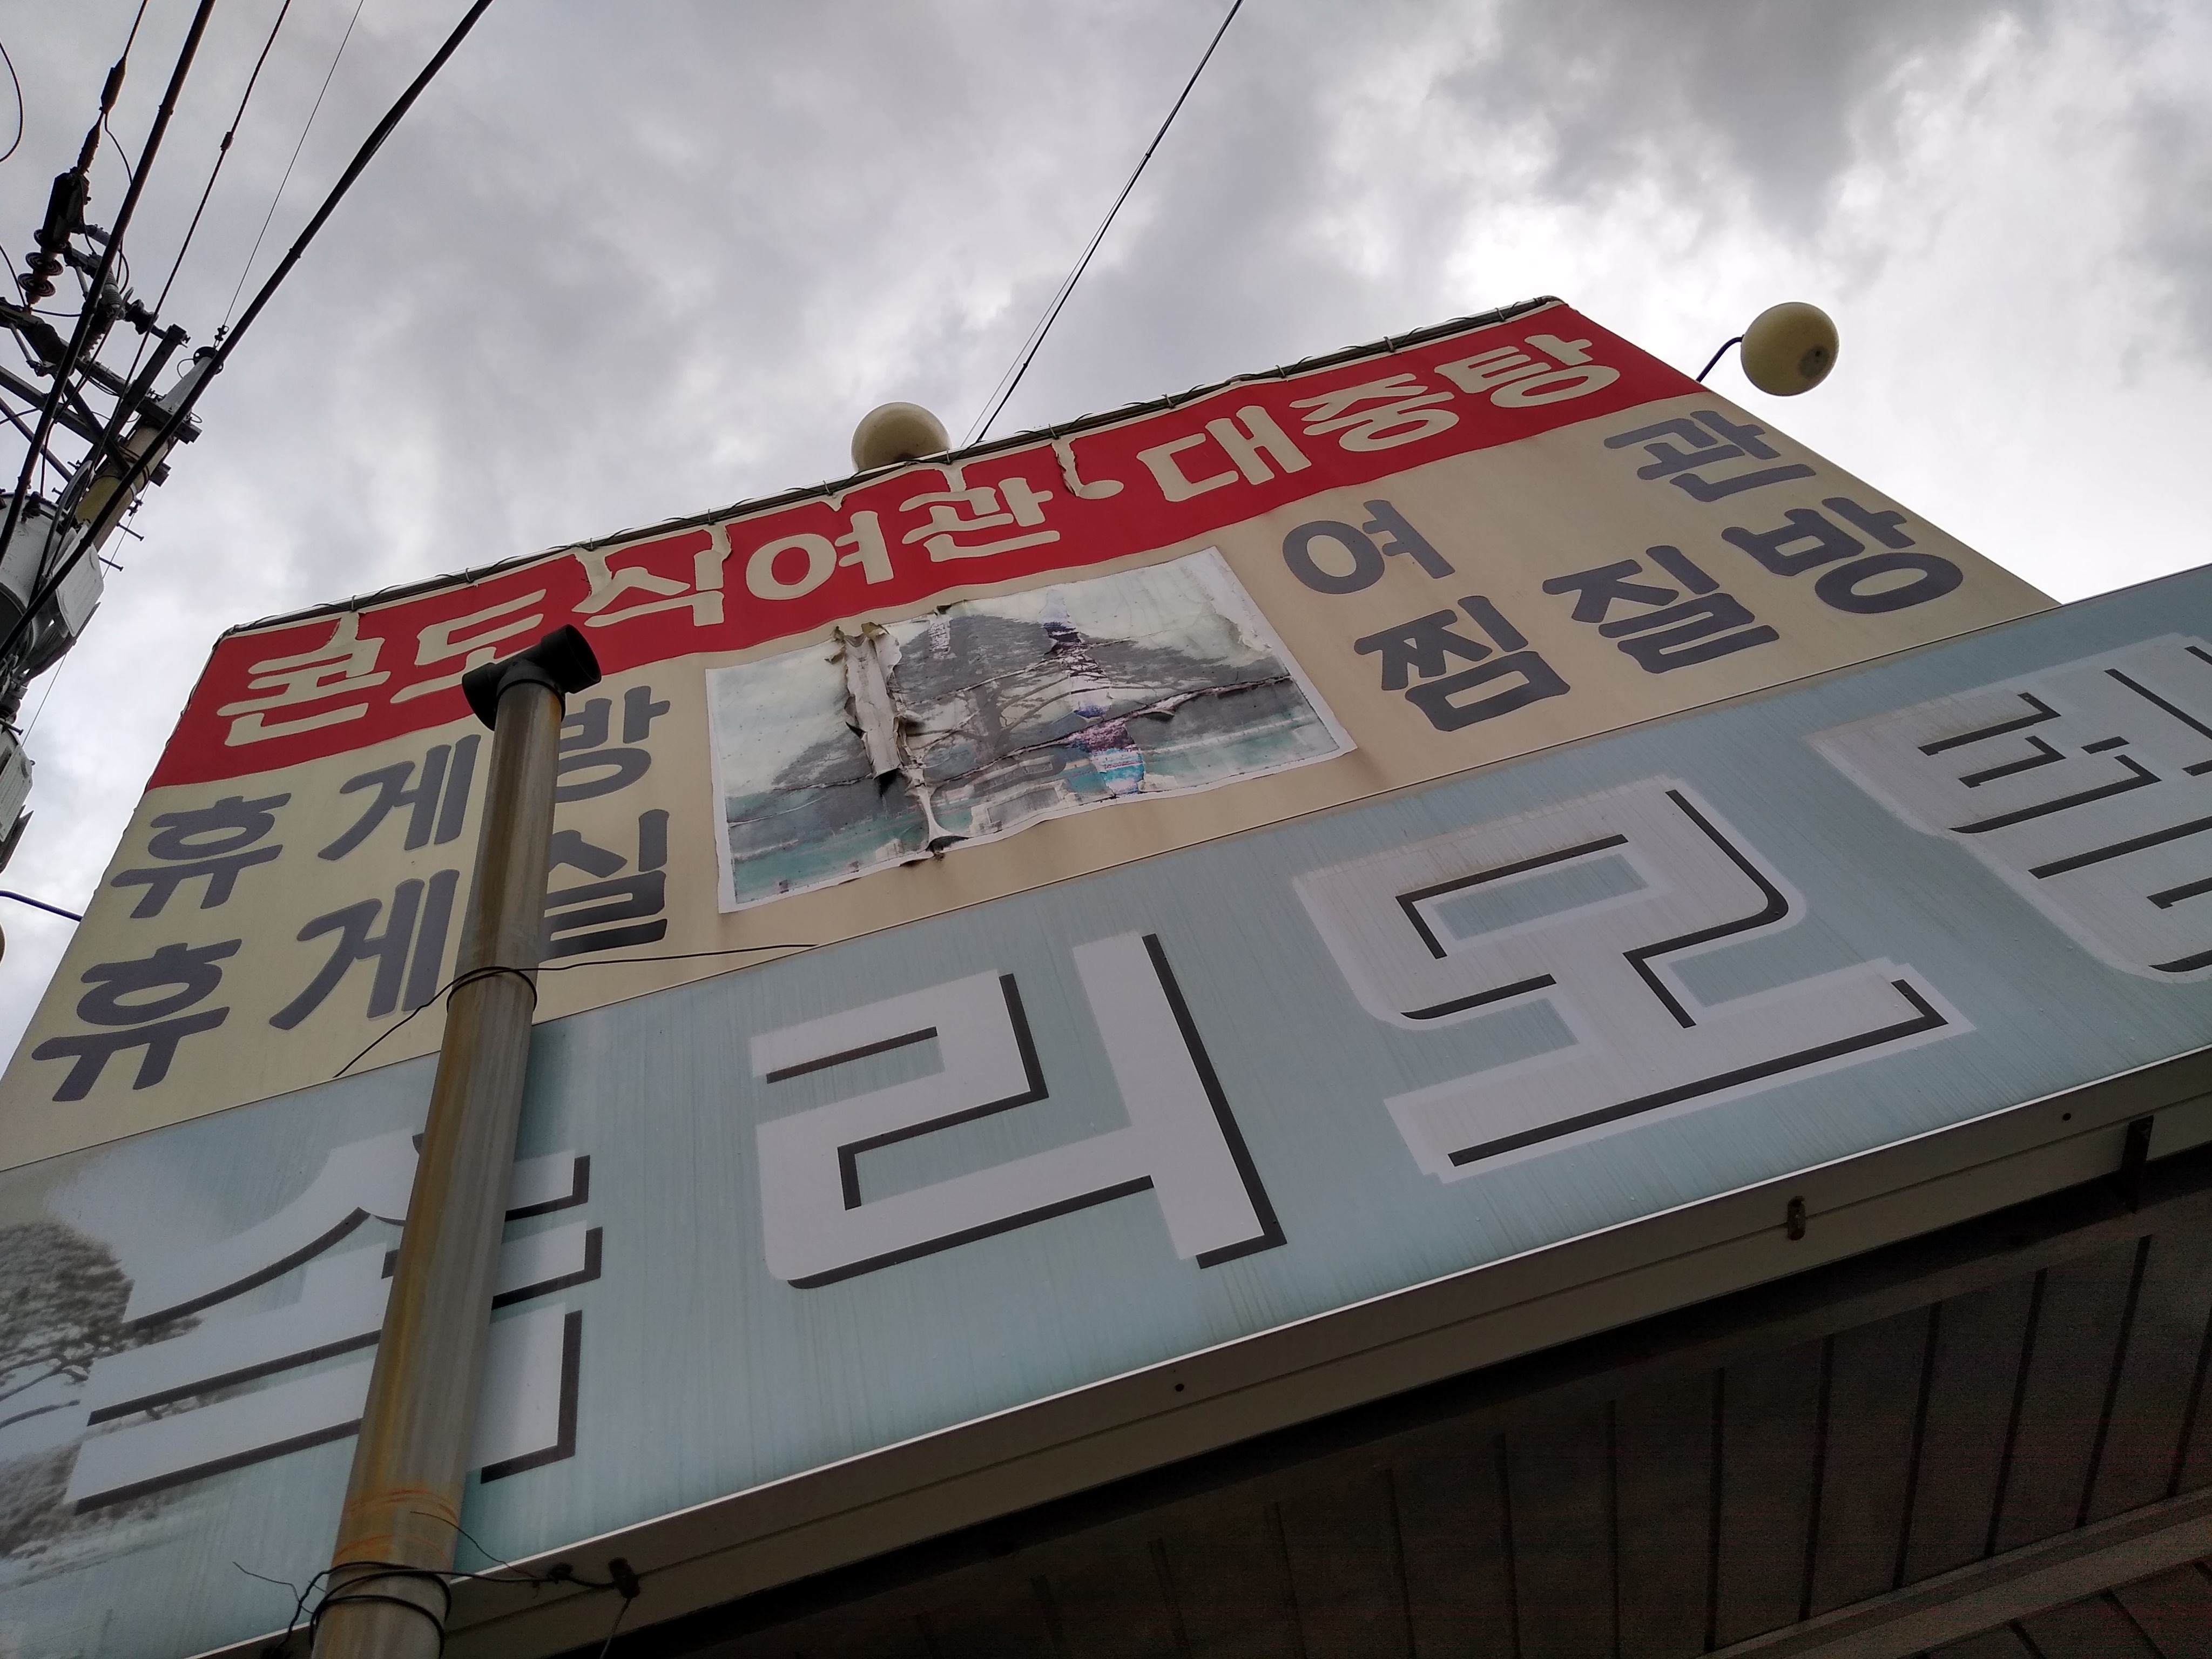 콘도식여관·대중탕
휴게방 여관
휴게실 찜질방
솔리모텔